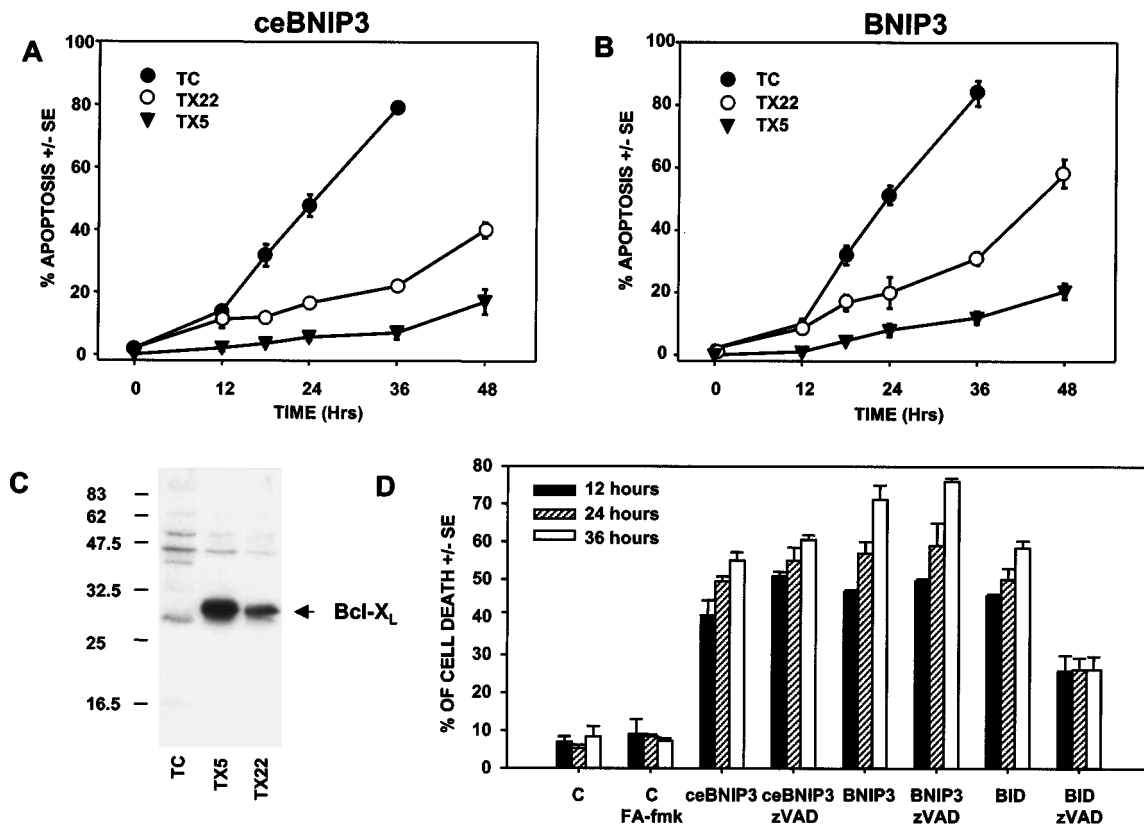 ceBNIP3
BNIP3
A
B
% APOPTOSIS +/- SE
100
80
60
40
20
0
TC
TX22
TX5
0 12 24 36 48
TIME (Hrs)
% APOPTOSIS +/- SE
100
80
60
40
20
0
TC
TX22
TX5
0 12 24 36 48
TIME (Hrs)
C
83
62
47.5
32.5
25
16.5
Bcl-XL
TC TX5 TX22
D
% OF CELL DEATH +/- SE
80
70
60
50
40
30
20
10
0
12 hours
24 hours
36 hours
C C ceBNIP3 ceBNIP3 BNIP3 BNIP3 BID BID
FA-fmk zVAD zVAD zVAD